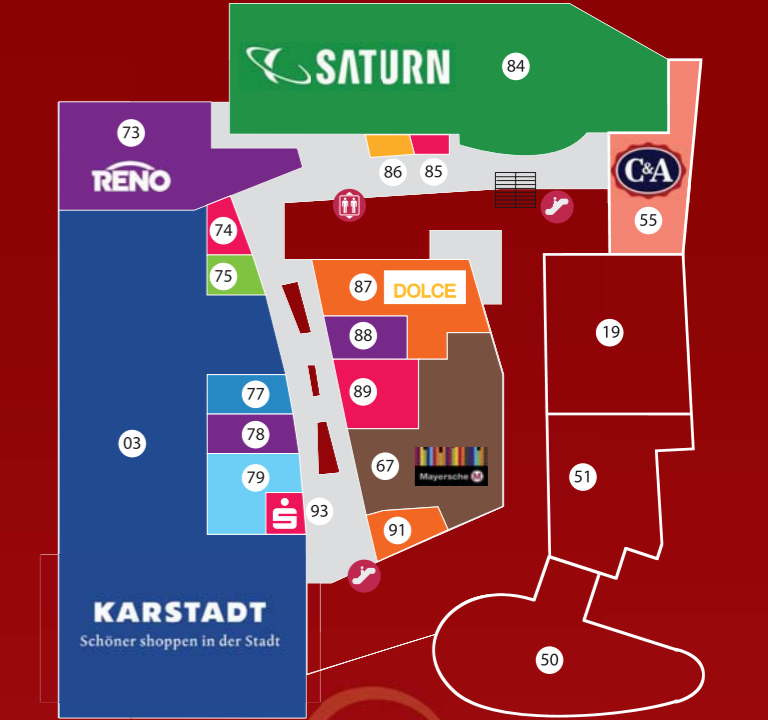 SATURN
84
73
RENO
86
85
C&A
55
74
75
87
DOLCE
88
19
77
89
03
78
67
Mayersche M
79
51
93
91
KARSTADT
Schöner shoppen in der Stadt
50